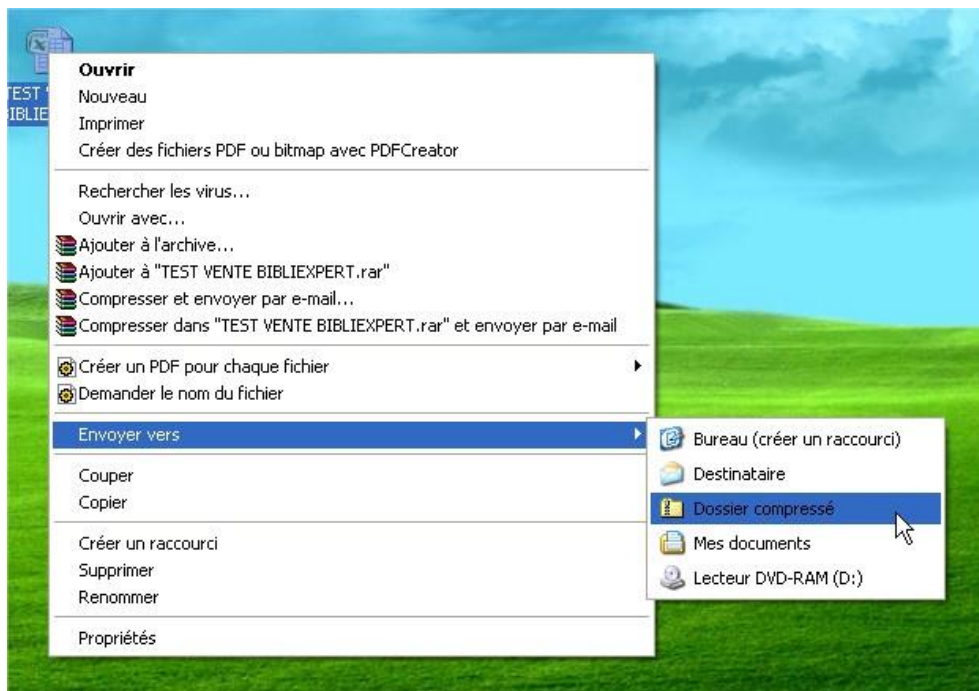 TEST
BIBLIE
Ouvrir
Nouveau
Imprimer
Créer des fichiers PDF ou bitmap avec PDFCreator
Rechercher les virus...
Ouvrir avec...
Ajouter à l'archive...
Ajouter à "TEST VENTE BIBLIEXPERT.rar"
Compresser et envoyer par e-mail...
Compresser dans "TEST VENTE BIBLIEXPERT.rar" et envoyer par e-mail
Créer un PDF pour chaque fichier
Demander le nom du fichier
Envoyer vers
Couper
Copier
Créer un raccourci
Supprimer
Renommer
Propriétés
Bureau (créer un raccourci)
Destinataire
Dossier compressé
Mes documents
Lecteur DVD-RAM (D:)